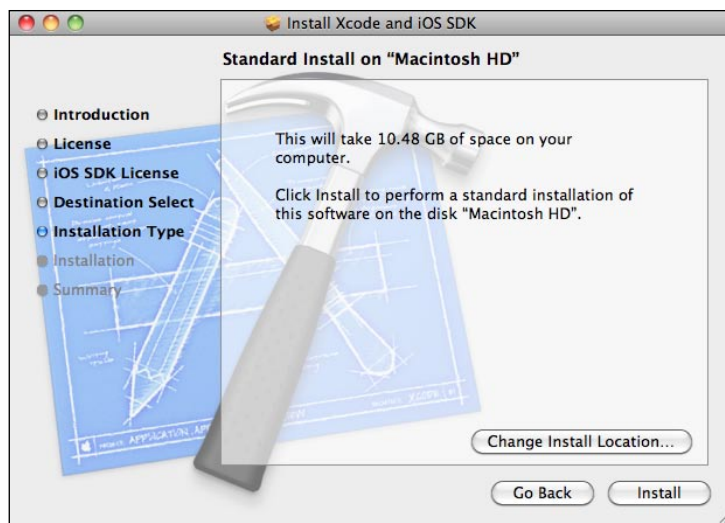 Install Xcode and iOS SDK
Standard Install on “Macintosh HD”
Introduction
License
iOS SDK License
Destination Select
Installation Type
Installation
Summary
This will take 10.48 GB of space on your
computer.
Click Install to perform a standard installation of
this software on the disk “Macintosh HD”.
Change Install Location...
Go Back
Install